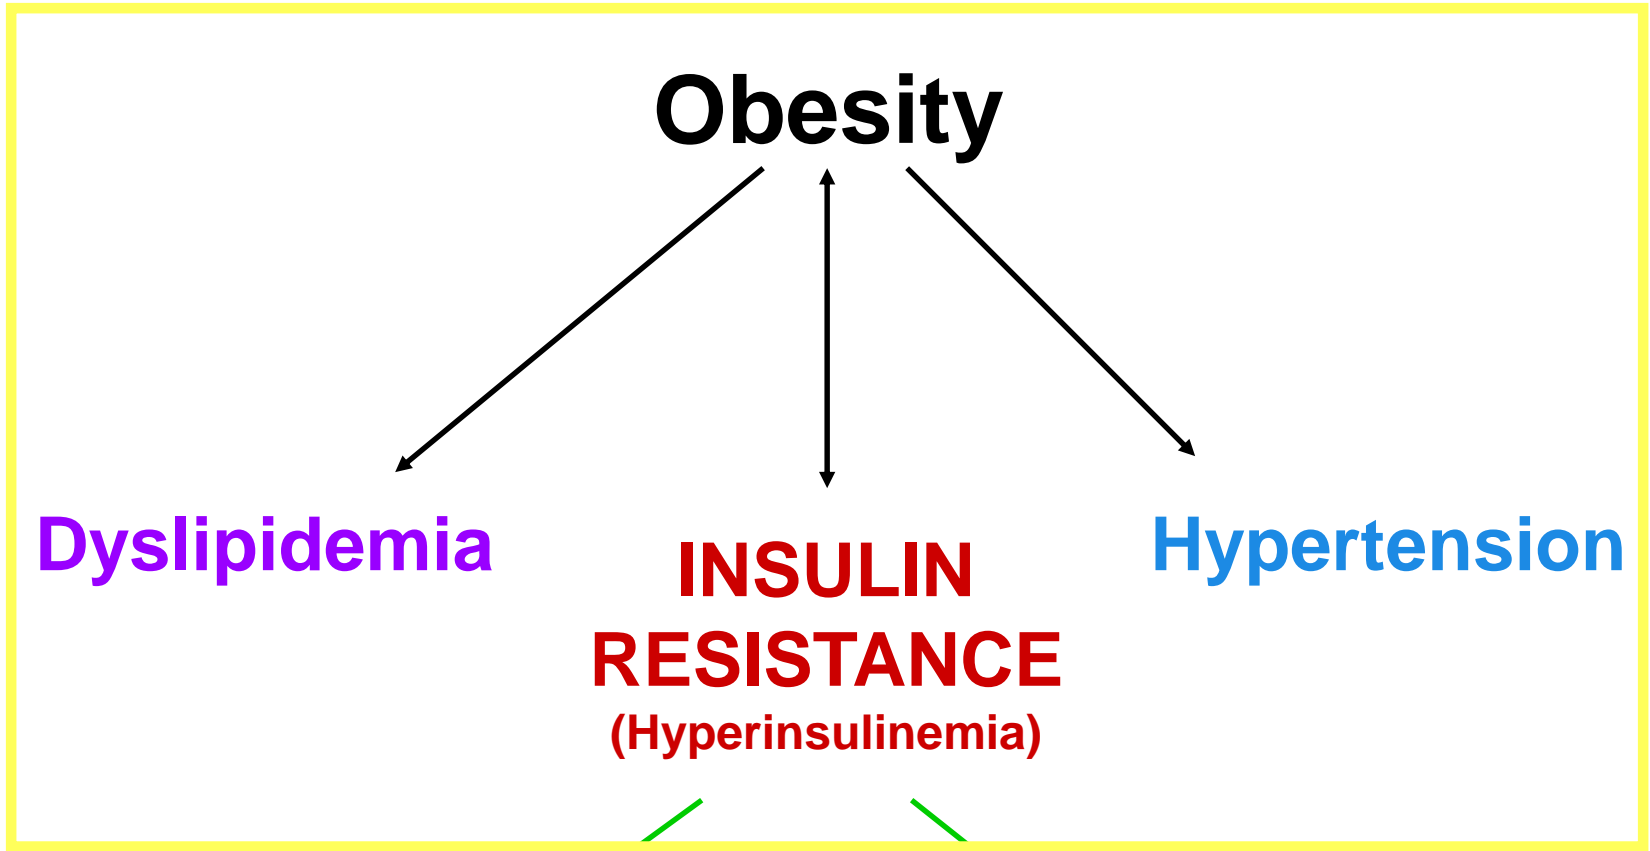 Obesity
Dyslipidemia
INSULIN
RESISTANCE
(Hyperinsulinemia)
Hypertension